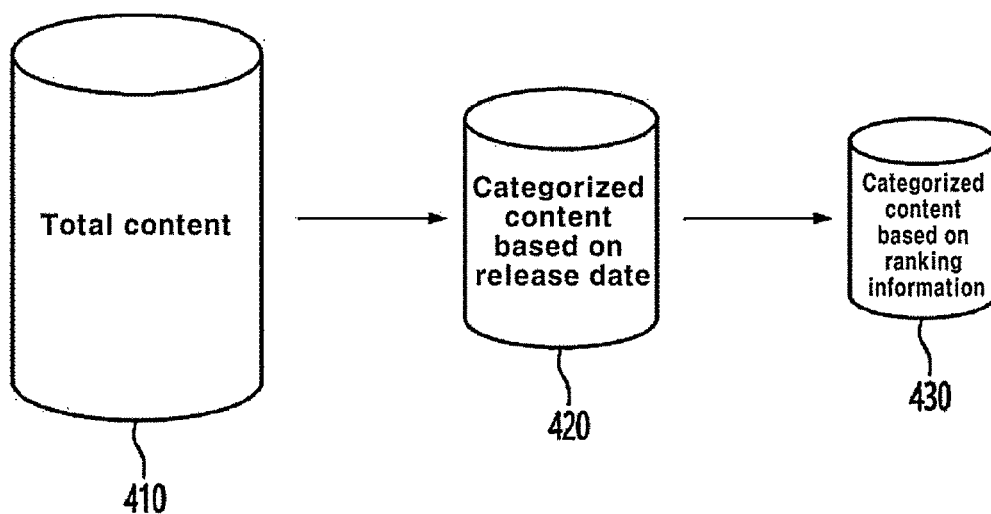 Total content
410
Categorized
content
based on
release date
420
Categorized
content
based on
ranking
information
430